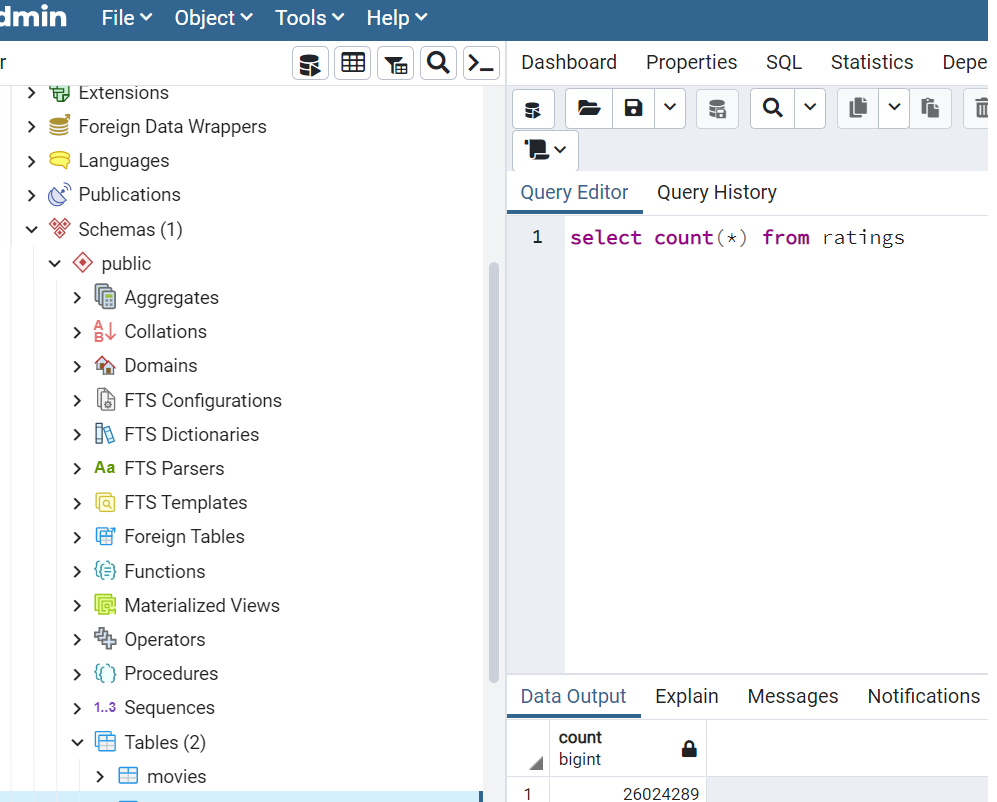 File Object Tools Help
Extensions
Foreign Data Wrappers
Languages
Publications
Schemas (1)
public
Aggregates
Collations
Domains
FTS Configurations
FTS Dictionaries
Aa FTS Parsers
FTS Templates
Foreign Tables
Functions
Materialized Views
Operators
Procedures
1..3 Sequences
Tables (2)
movies
Dashboard Properties SQL Statistics Depe
Query Editor Query History
1 select count(*) from ratings
Data Output Explain Messages Notifications
count
bigint
1 26024289